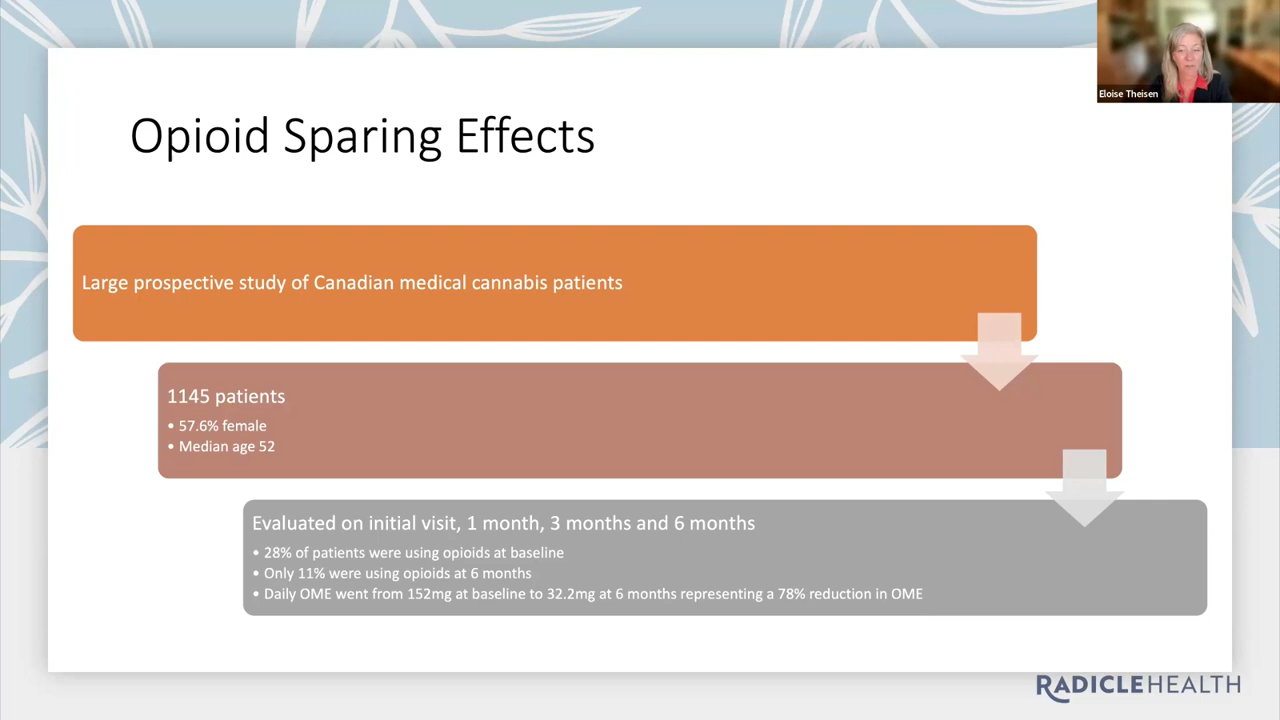 Eloise Theisen
Opioid Sparing Effects
Large prospective study of Canadian medical cannabis patients
1145 patients
• 57.6% female
• Median age 52
Evaluated on initial visit, 1 month, 3 months and 6 months
• 28% of patients were using opioids at baseline
• Only 11% were using opioids at 6 months
• Daily OME went from 152mg at baseline to 32.2mg at 6 months representing a 78% reduction in OME
RADICLEHEALTH